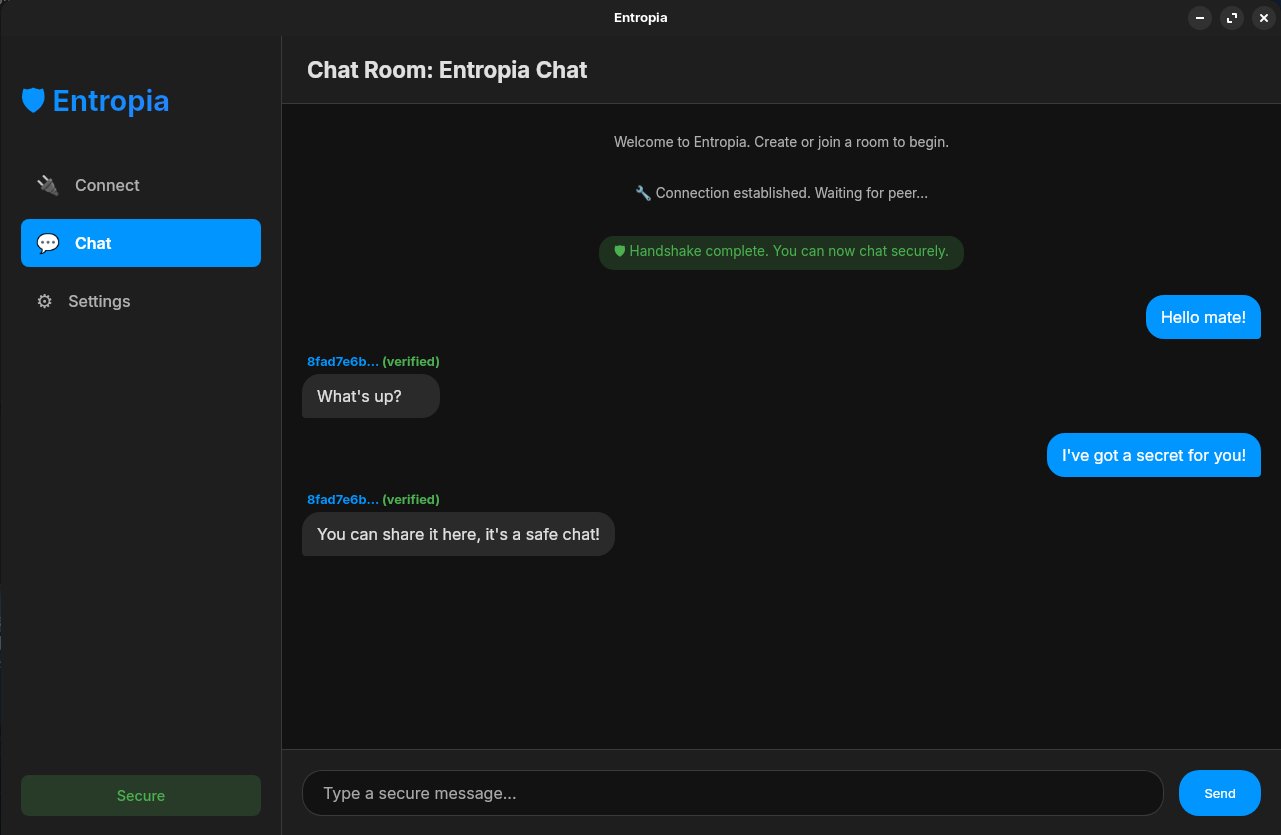 Entropia
Entropia
Connect
Chat
Settings
Secure
Chat Room: Entropia Chat
Welcome to Entropia. Create or join a room to begin.
🔧 Connection established. Waiting for peer...
Handshake complete. You can now chat securely.
Hello mate!
8fad7e6b... (verified)
What's up?
I've got a secret for you!
8fad7e6b... (verified)
You can share it here, it's a safe chat!
Type a secure message...
Send